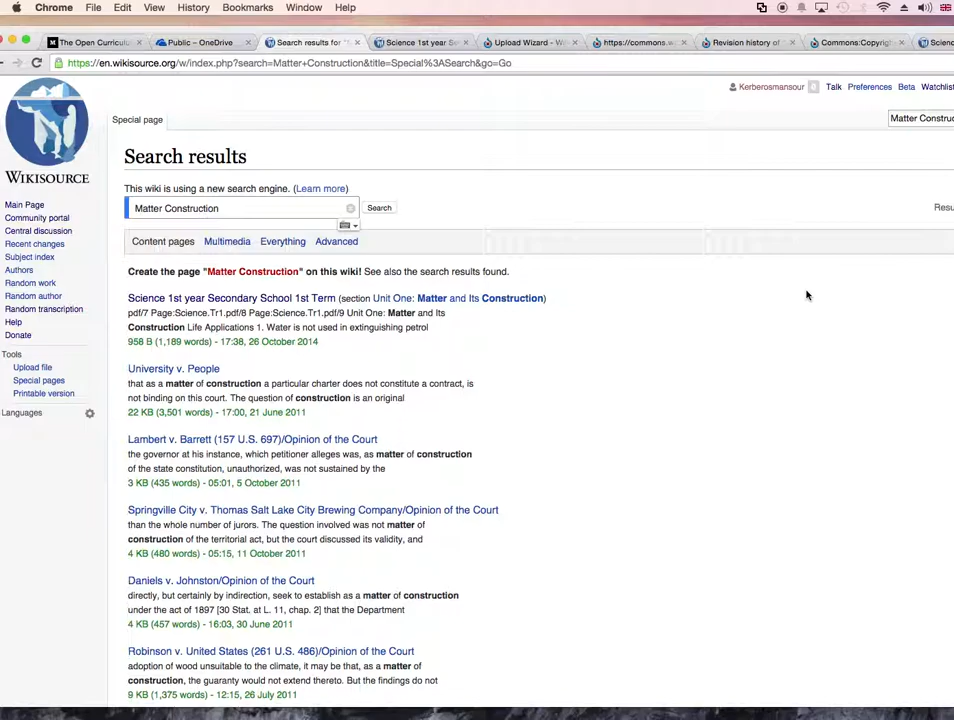 Chrome File Edit View History Bookmarks Window Help
The Open Curricul Public – OneDrive Search results for " Science 1st year Sec Upload Wizard - Wi https://commons.w Revision history of Commons:Copyrig Scienc
https://en.wikisource.org/w/index.php?search=Matter+Construction&title=Special%3ASearch&go=Go
Kerberosmansour 0 Talk Preferences Beta Watchlis
Special page
Matter Construc
WIKISOURCE
Search results
This wiki is using a new search engine. (Learn more)
Matter Construction Search
Resu
Content pages Multimedia Everything Advanced
Main Page
Community portal
Central discussion
Recent changes
Subject index
Authors
Random work
Random author
Random transcription
Help
Donate
Tools
Upload file
Special pages
Printable version
Languages
Create the page "Matter Construction" on this wiki! See also the search results found.
Science 1st year Secondary School 1st Term (section Unit One: Matter and Its Construction)
pdf/7 Page:Science.Tr1.pdf/8 Page:Science.Tr1.pdf/9 Unit One: Matter and Its
Construction Life Applications 1. Water is not used in extinguishing petrol
958 B (1,189 words) - 17:38, 26 October 2014
University v. People
that as a matter of construction a particular charter does not constitute a contract, is
not binding on this court. The question of construction is an original
22 KB (3,501 words) - 17:00, 21 June 2011
Lambert v. Barrett (157 U.S. 697)/Opinion of the Court
the governor at his instance, which petitioner alleges was, as matter of construction
of the state constitution, unauthorized, was not sustained by the
3 KB (435 words) - 05:01, 5 October 2011
Springville City v. Thomas Salt Lake City Brewing Company/Opinion of the Court
than the whole number of jurors. The question involved was not matter of
construction of the territorial act, but the court discussed its validity, and
4 KB (480 words) - 05:15, 11 October 2011
Daniels v. Johnston/Opinion of the Court
directly, but certainly by indirection, seek to establish as a matter of construction
under the act of 1897 [30 Stat. at L. 11, chap. 2] that the Department
4 KB (457 words) - 16:03, 30 June 2011
Robinson v. United States (261 U.S. 486)/Opinion of the Court
adoption of wood unsuitable to the climate, it may be that, as a matter of
construction, the guaranty would not extend thereto. But the findings do not
9 KB (1,375 words) - 12:15, 26 July 2011